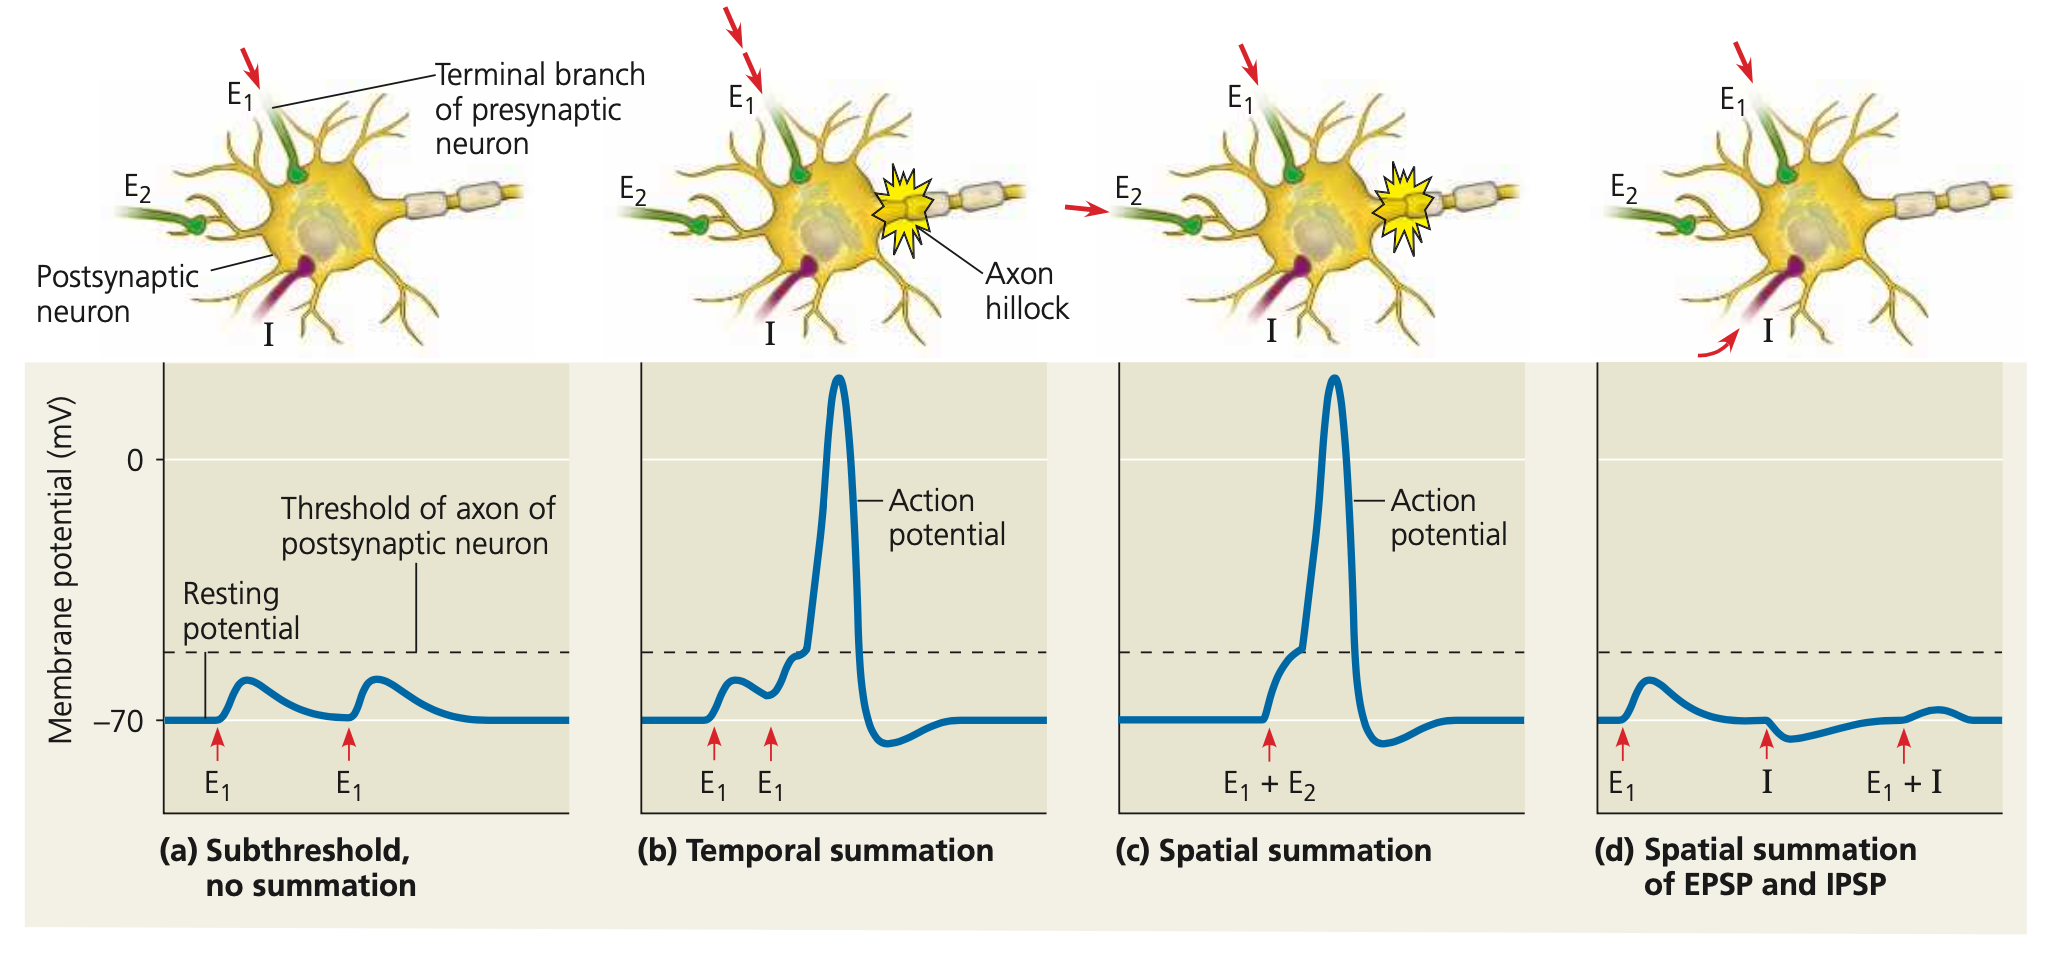 E1
Terminal branch
of presynaptic
neuron
E2
Postsynaptic
neuron
I
E1
E2
Axon
hillock
I
E1
E2
I
E1
E2
I
Membrane potential (mV)
0
–70
Threshold of axon of
postsynaptic neuron
Resting
potential
E1
E1
(a) Subthreshold,
no summation
Action
potential
E1
E1
(b) Temporal summation
Action
potential
E1 + E2
(c) Spatial summation
E1
I
E1 + I
(d) Spatial summation
of EPSP and IPSP